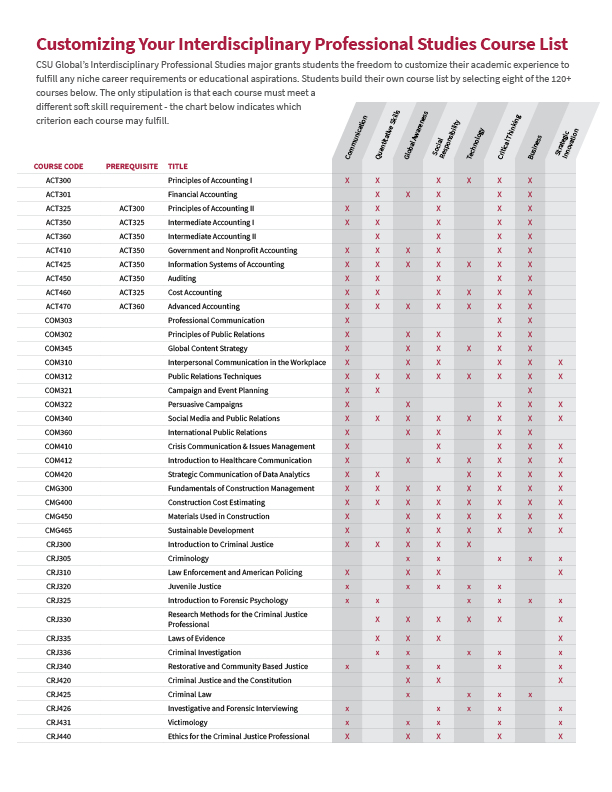 Customizing Your Interdisciplinary Professional Studies Course List
CSU Global's Interdisciplinary Professional Studies major grants students the freedom to customize their academic experience to
fulfill any niche career requirements or educational aspirations. Students build their own course list by selecting eight of the 120+
courses below. The only stipulation is that each course must meet a
different soft skill requirement - the chart below indicates which
criterion each course may fulfill.
Communication
Quantitative Skills
Global Awareness
Social
Responsibility
Technology
Critical Thinking
Business
Strategic
Innovation
COURSE CODE PREREQUISITE TITLE
ACT300 Principles of Accounting I X X X X X X
ACT301 Financial Accounting X X X X X
ACT325 ACT300 Principles of Accounting II X X X X X
ACT350 ACT325 Intermediate Accounting I X X X X X
ACT360 ACT350 Intermediate Accounting II X X X X
ACT410 ACT350 Government and Nonprofit Accounting X X X X X X
ACT425 ACT350 Information Systems of Accounting X X X X X X X
ACT450 ACT350 Auditing X X X X X
ACT460 ACT325 Cost Accounting X X X X X X
ACT470 ACT360 Advanced Accounting X X X X X X
COM303 Professional Communication X X X
COM302 Principles of Public Relations X X X X X
COM345 Global Content Strategy X X X X X X
COM310 Interpersonal Communication in the Workplace X X X X X X
COM312 Public Relations Techniques X X X X X X X X
COM321 Campaign and Event Planning X X X
COM322 Persuasive Campaigns X X X X X
COM340 Social Media and Public Relations X X X X X X X X
COM360 International Public Relations X X X X X
COM410 Crisis Communication & Issues Management X X X X X
COM412 Introduction to Healthcare Communication X X X X X X X
COM420 Strategic Communication of Data Analytics X X X X X X
CMG300 Fundamentals of Construction Management X X X X X X X X
CMG400 Construction Cost Estimating X X X X X X X X
CMG450 Materials Used in Construction X X X X X X X
CMG465 Sustainable Development X X X X X X X
CRJ300 Introduction to Criminal Justice X X X X X
CRJ305 Criminology x x x x x
CRJ310 Law Enforcement and American Policing X X X X
CRJ320 Juvenile Justice x x x x x
CRJ325 Introduction to Forensic Psychology x x x x x x
CRJ330 Research Methods for the Criminal Justice
Professional X X X X X X
CRJ335 Laws of Evidence X X X X
CRJ336 Criminal Investigation x x x x x
CRJ340 Restorative and Community Based Justice x x x x x
CRJ420 Criminal Justice and the Constitution X X X X
CRJ425 Criminal Law x x x x
CRJ426 Investigative and Forensic Interviewing x x x x x
CRJ431 Victimology x x x x x
CRJ440 Ethics for the Criminal Justice Professional X X X X X